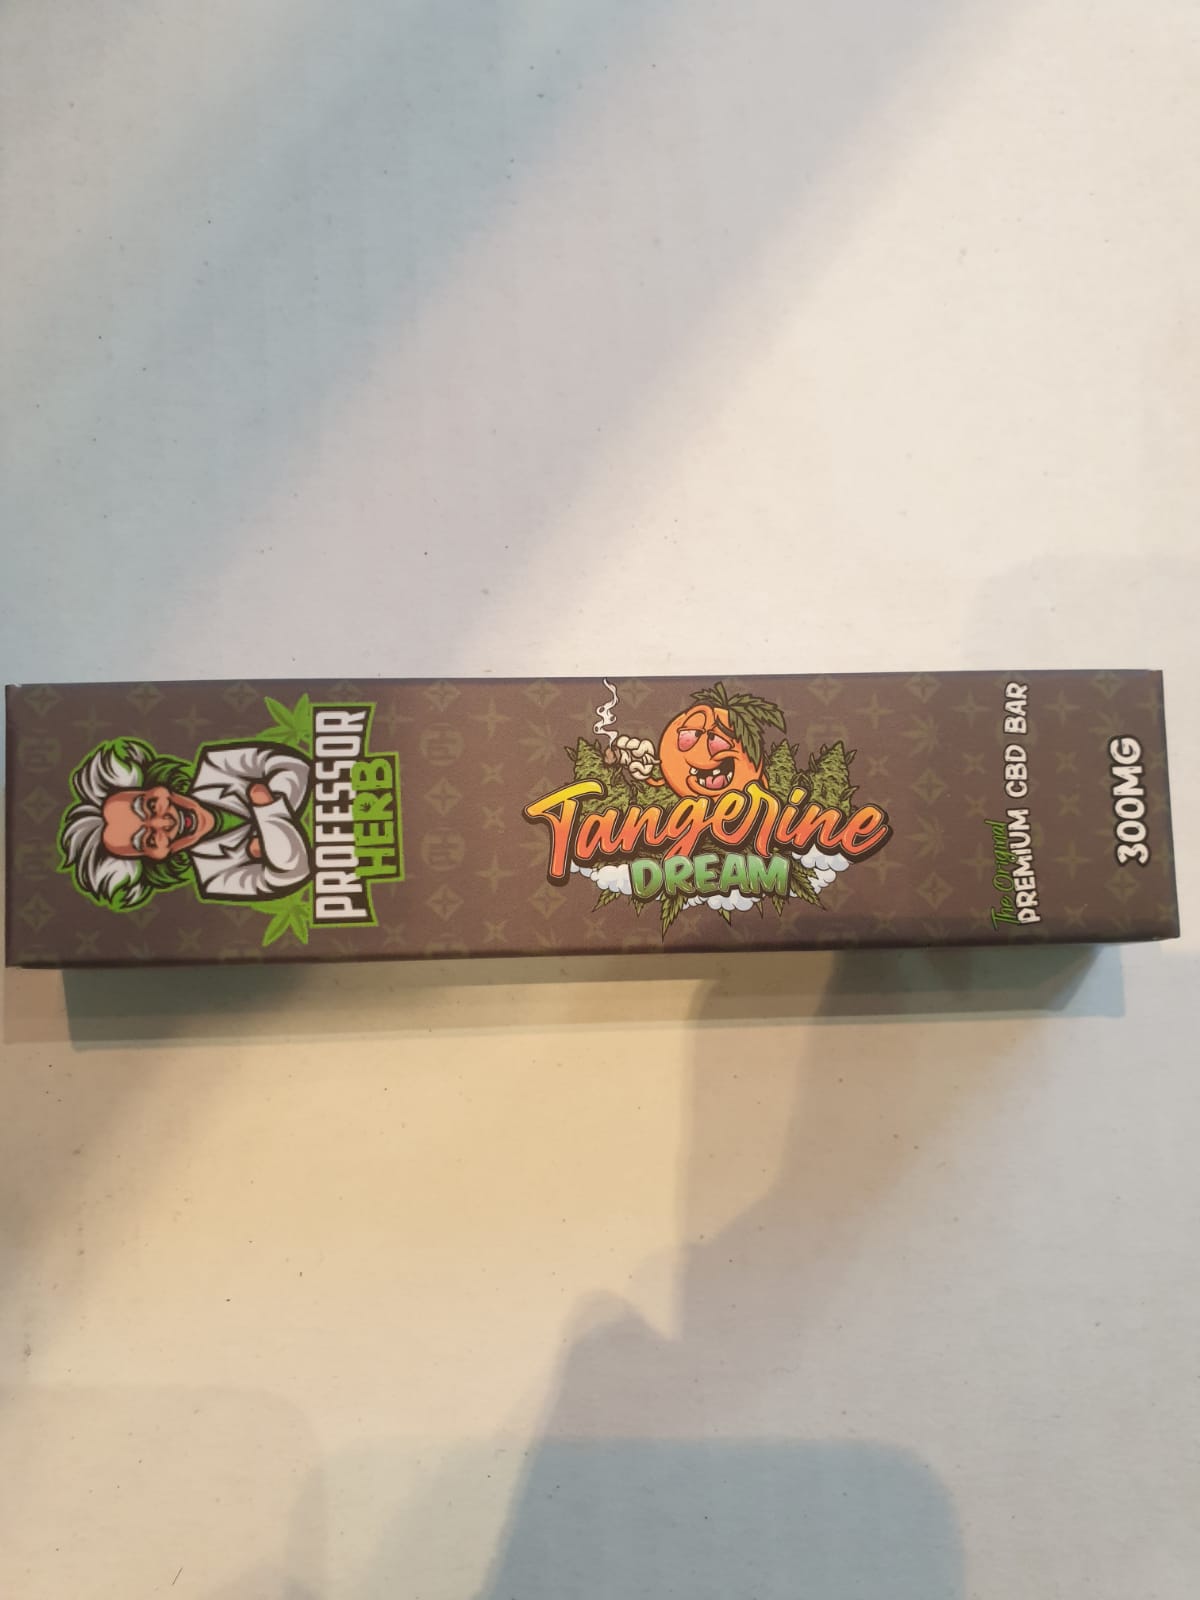 PROFESSOR
HERB
Tangerine
DREAM
The Original
PREMIUM CBD BAR
300MG